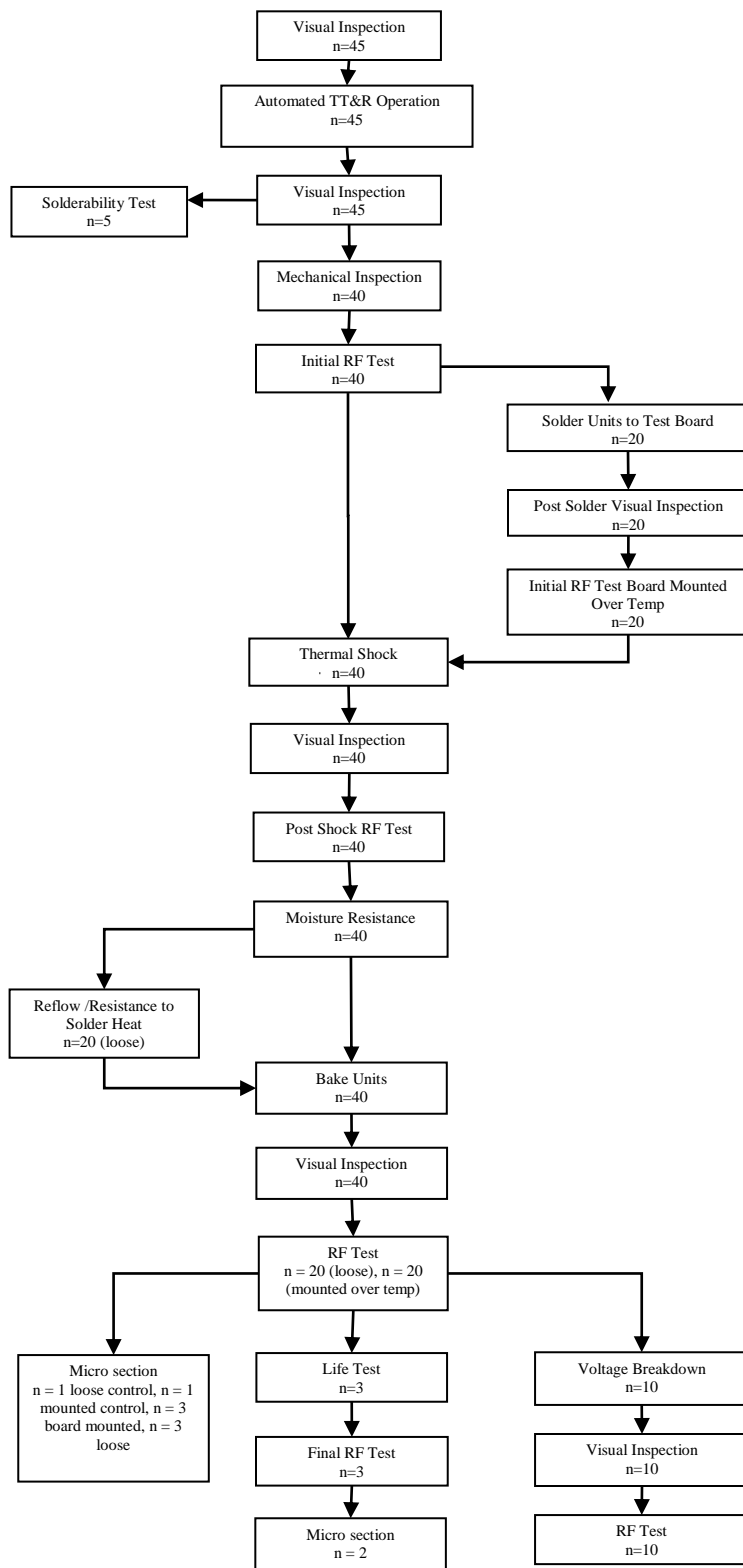 Visual Inspection
n=45
Automated TT&R Operation
n=45
Visual Inspection
n=45
Solderability Test
n=5
Mechanical Inspection
n=40
Initial RF Test
n=40
Solder Units to Test Board
n=20
Post Solder Visual Inspection
n=20
Initial RF Test Board Mounted
Over Temp
n=20
Thermal Shock
n=40
Visual Inspection
n=40
Post Shock RF Test
n=40
Moisture Resistance
n=40
Reflow /Resistance to
Solder Heat
n=20 (loose)
Bake Units
n=40
Visual Inspection
n=40
RF Test
n = 20 (loose), n = 20
(mounted over temp)
Micro section
n = 1 loose control, n = 1
mounted control, n = 3
board mounted, n = 3
loose
Life Test
n=3
Final RF Test
n=3
Micro section
n = 2
Voltage Breakdown
n=10
Visual Inspection
n=10
RF Test
n=10